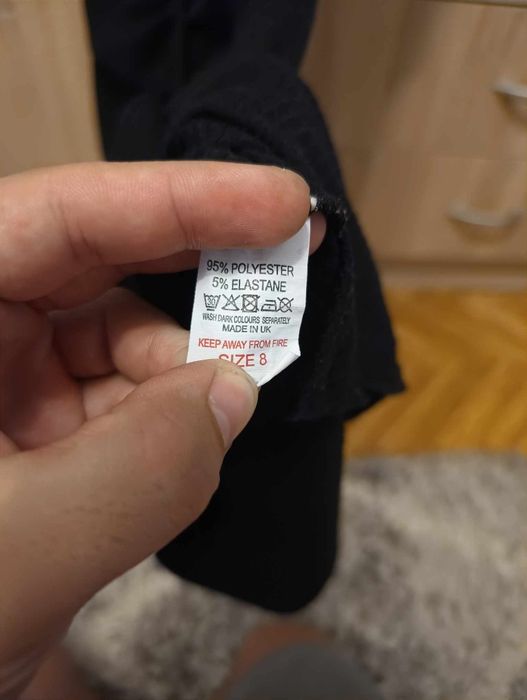 95% POLYESTER
5% ELASTANE
WASH DARK COLOURS SEPARATELY
MADE IN UK
KEEP AWAY FROM FIRE
SIZE 8